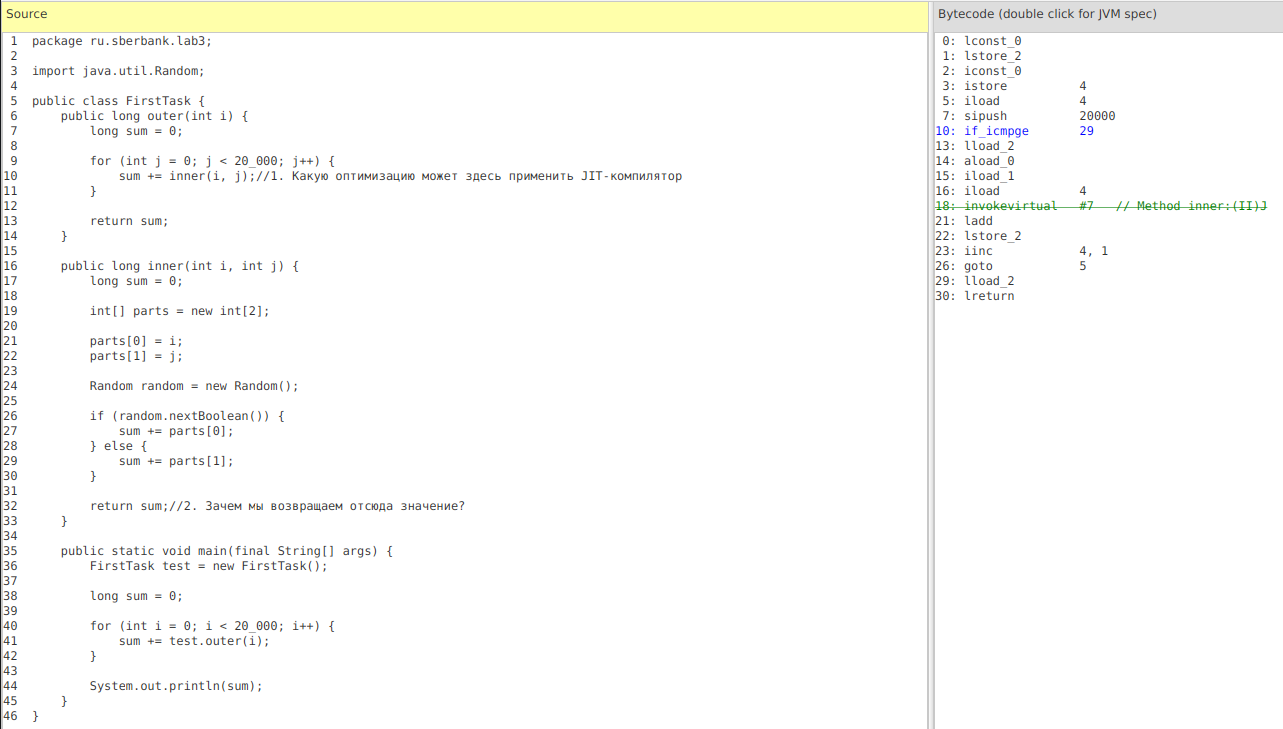 Source
1 package ru.sberbank.lab3;
2
3 import java.util.Random;
4
5 public class FirstTask {
6     public long outer(int i) {
7         long sum = 0;
8
9         for (int j = 0; j < 20_000; j++) {
10             sum += inner(i, j);//1. Какую оптимизацию может здесь применить JIT-компилятор
11         }
12
13         return sum;
14     }
15
16     public long inner(int i, int j) {
17         long sum = 0;
18
19         int[] parts = new int[2];
20
21         parts[0] = i;
22         parts[1] = j;
23
24         Random random = new Random();
25
26         if (random.nextBoolean()) {
27             sum += parts[0];
28         } else {
29             sum += parts[1];
30         }
31
32         return sum;//2. Зачем мы возвращаем отсюда значение?
33     }
34
35     public static void main(final String[] args) {
36         FirstTask test = new FirstTask();
37
38         long sum = 0;
39
40         for (int i = 0; i < 20_000; i++) {
41             sum += test.outer(i);
42         }
43
44         System.out.println(sum);
45     }
46 }
Bytecode (double click for JVM spec)
0: lconst_0
1: lstore_2
2: iconst_0
3: istore 4
5: iload 4
7: sipush 20000
10: if_icmpge 29
13: lload_2
14: aload_0
15: iload_1
16: iload 4
18: invokevirtual #7 // Method inner:(II)J
21: ladd
22: lstore_2
23: iinc 4, 1
26: goto 5
29: lload_2
30: lreturn